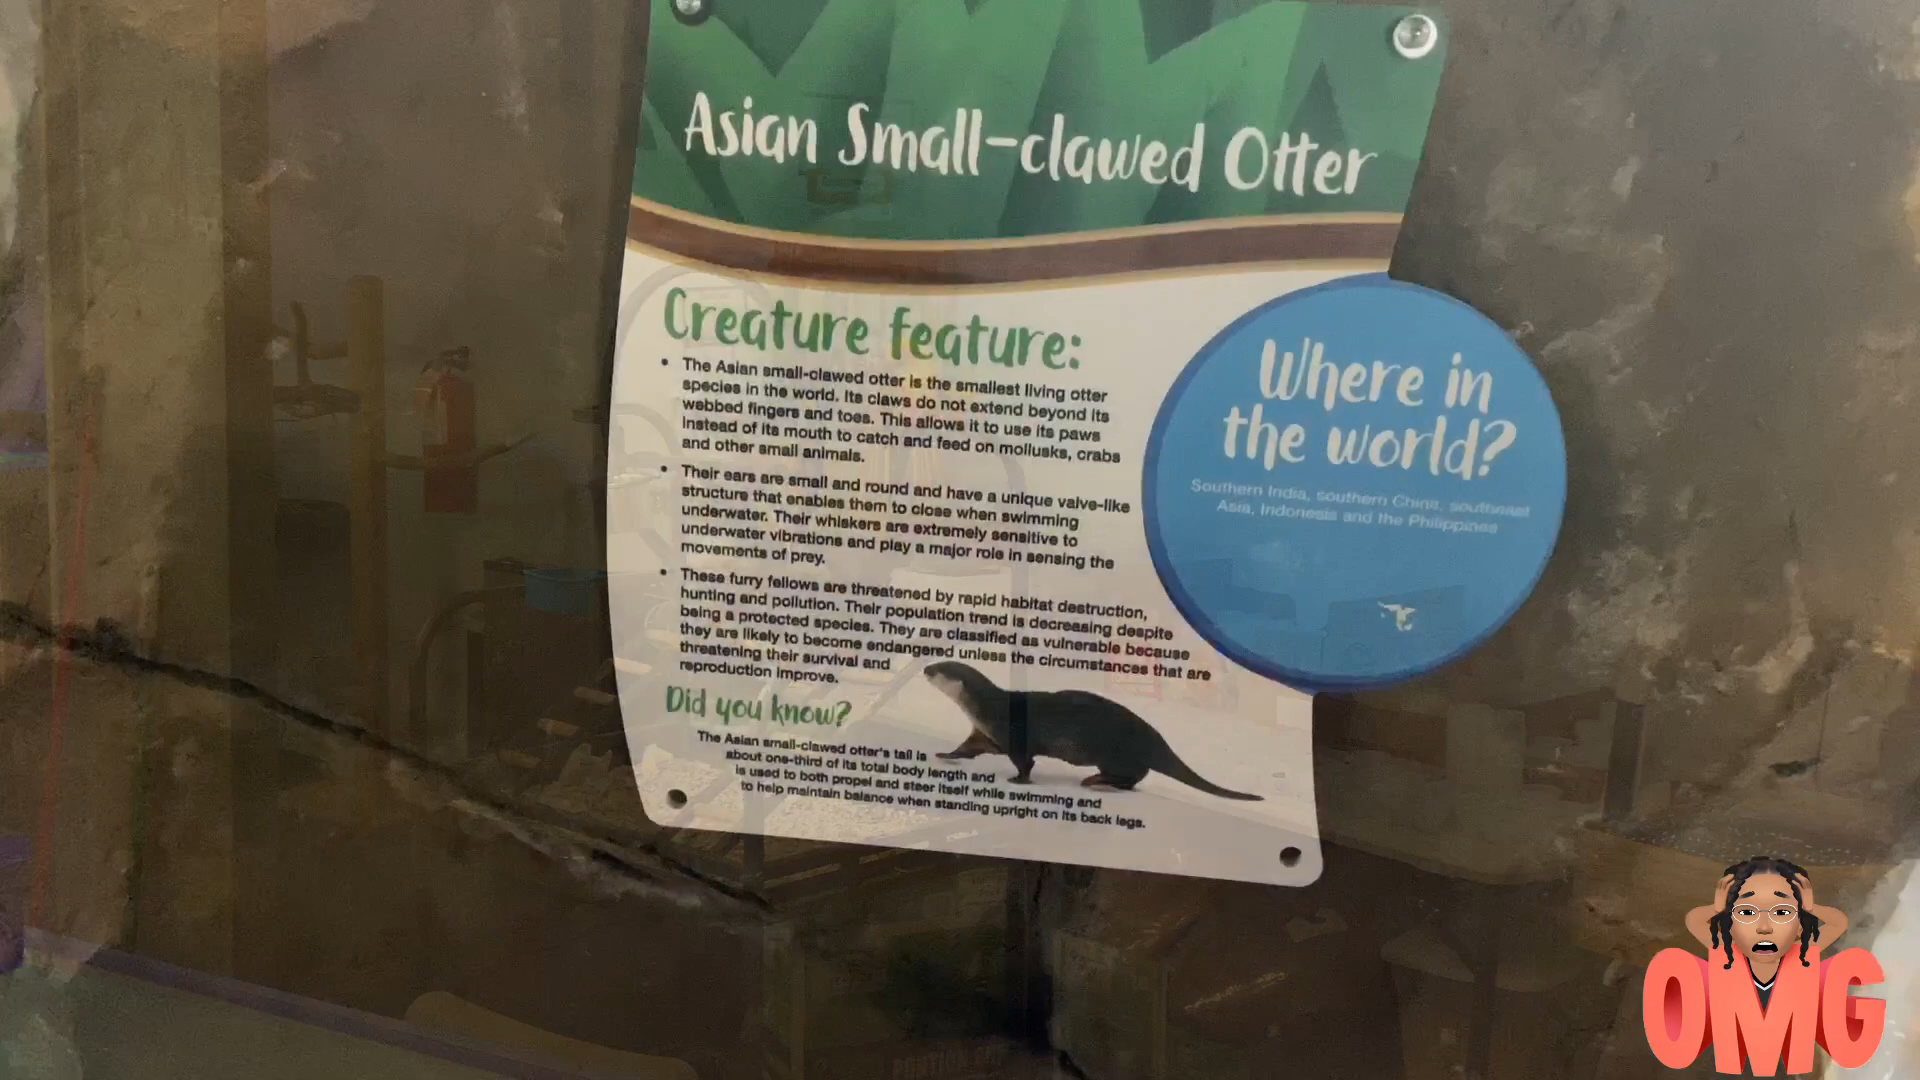 Asian Small-clawed Otter
Creature feature:
• The Asian small-clawed otter is the smallest living otter
species in the world. Its claws do not extend beyond its
webbed fingers and toes. This allows it to use its paws
instead of its mouth to catch and feed on mollusks, crabs
and other small animals.
• Their ears are small and round and have a unique valve-like
structure that enables them to close when swimming
underwater. Their whiskers are extremely sensitive to
underwater vibrations and play a major role in sensing the
movements of prey.
• These furry fellows are threatened by rapid habitat destruction,
hunting and pollution. Their population trend is decreasing despite
being a protected species. They are classified as vulnerable because
they are likely to become endangered unless the circumstances that are
threatening their survival and
reproduction improve.
Did you know?
The Asian small-clawed otter's tail is
about one-third of its total body length and
is used to both propel and steer itself while swimming and
to help maintain balance when standing upright on its back legs.
Where in
the world?
Southern India, southern China, southeast
Asia, Indonesia and the Philippines
OMG